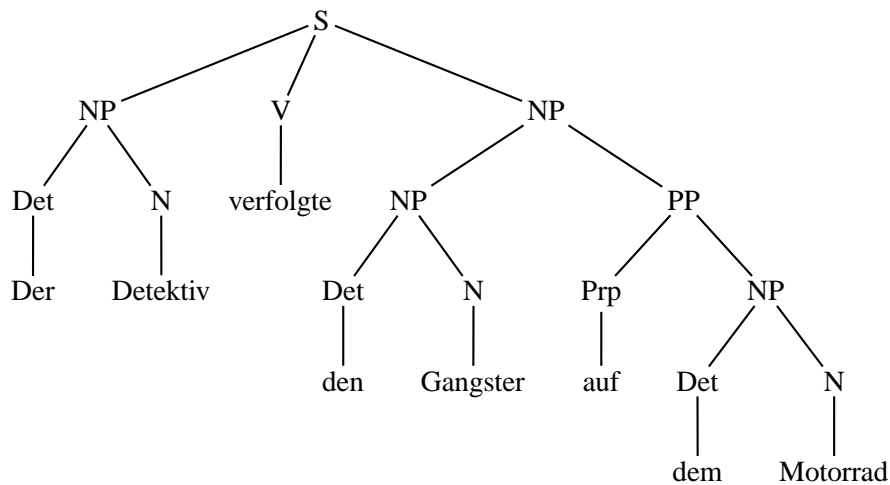 S
NP V NP
Det N verfolgte NP PP
Der Detektiv Det N Prp NP
den Gangster auf Det N
dem Motorrad